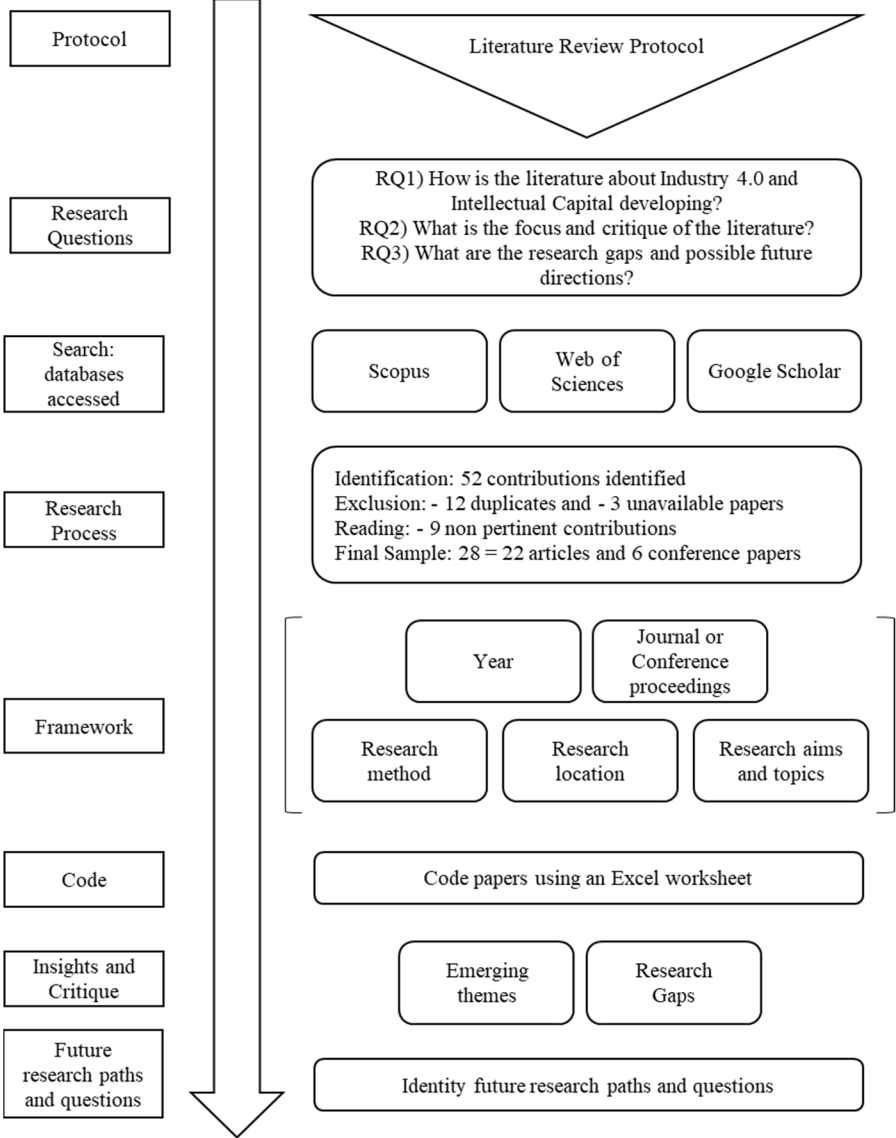 Protocol
Literature Review Protocol
Research
Questions
RQ1) How is the literature about Industry 4.0 and
Intellectual Capital developing?
RQ2) What is the focus and critique of the literature?
RQ3) What are the research gaps and possible future
directions?
Search:
databases
accessed
Scopus
Web of
Sciences
Google Scholar
Research
Process
Identification: 52 contributions identified
Exclusion: - 12 duplicates and - 3 unavailable papers
Reading: - 9 non pertinent contributions
Final Sample: 28 = 22 articles and 6 conference papers
Framework
Year
Journal or
Conference
proceedings
Research
method
Research
location
Research aims
and topics
Code
Code papers using an Excel worksheet
Insights and
Critique
Emerging
themes
Research
Gaps
Future
research paths
and questions
Identity future research paths and questions